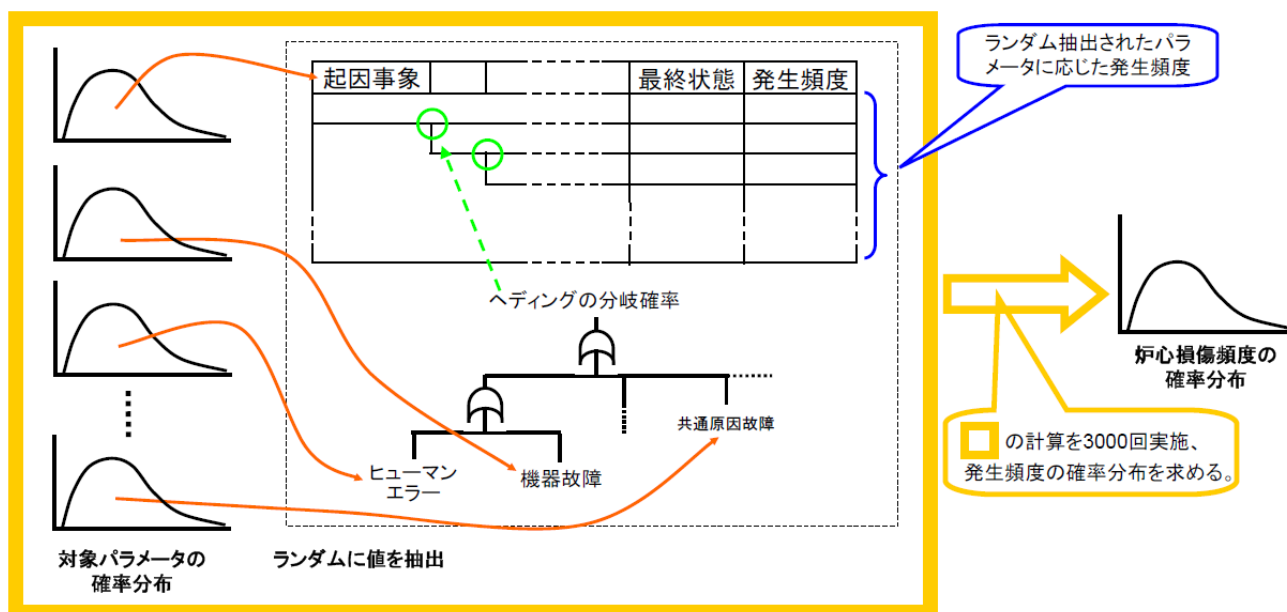 ランダム抽出されたパラ
メータに応じた発生頻度
起因事象
最終状態
発生頻度
ヘディングの分岐確率
共通原因故障
ヒューマン
エラー
機器故障
対象パラメータの
確率分布
ランダムに値を抽出
炉心損傷頻度の
確率分布
の計算を3000回実施、
発生頻度の確率分布を求める。